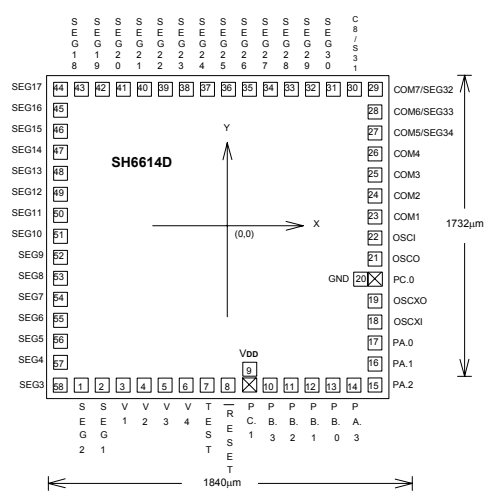 SEG18 SEG19 SEG20 SEG21 SEG22 SEG23 SEG24 SEG25 SEG26 SEG27 SEG28 SEG29 SEG30 C8/S31
SEG17 44 43 42 41 40 39 38 37 36 35 34 33 32 31 30 29 COM7/SEG32
SEG16 45 28 COM6/SEG33
SEG15 46 Y 27 COM5/SEG34
SEG14 47 26 COM4
SH6614D
SEG13 48 25 COM3
SEG12 49 24 COM2
SEG11 50 23 COM1
X 1732μm
SEG10 51 (0,0) 22 OSCI
SEG9 52 21 OSCO
SEG8 53 GND 20 PC.0
SEG7 54 19 OSCXO
SEG6 55 18 OSCXI
SEG5 56 17 PA.0
VDD
SEG4 57 9 16 PA.1
SEG3 58 1 2 3 4 5 6 7 8 10 11 12 13 14 15 PA.2
SEG2 SEG1 V1 V2 V3 V4 TEST RESET PC.1 PB.3 PB.2 PB.1 PB.0 PA.3
1840μm